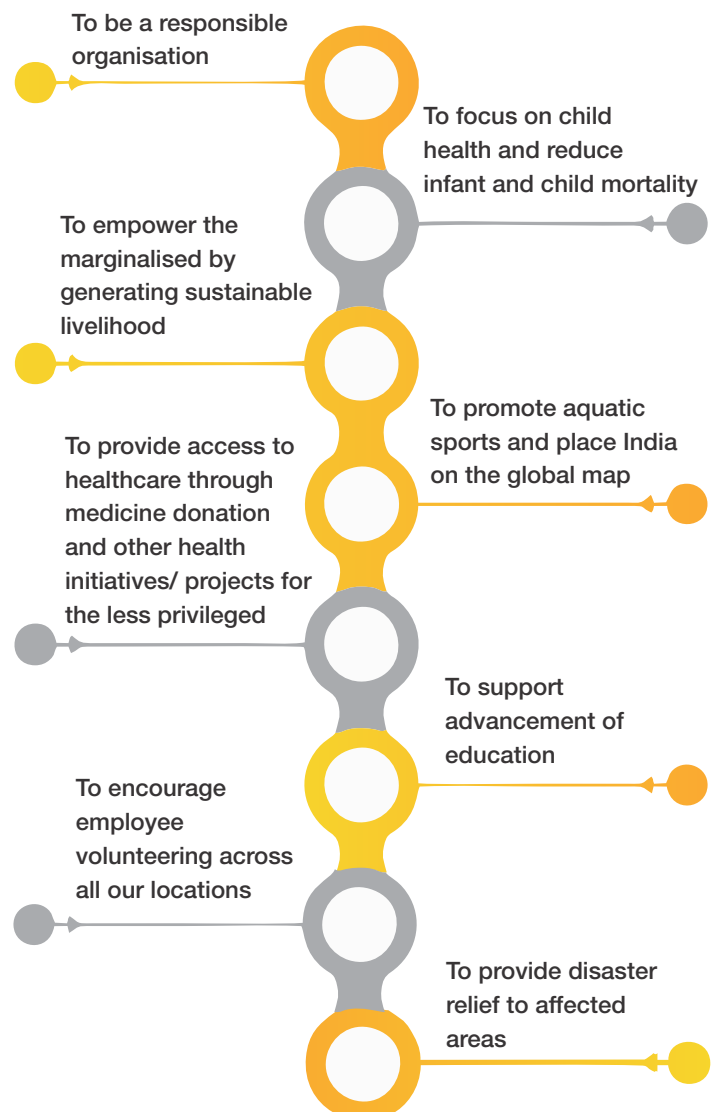 To be a responsible
organisation
To focus on child
health and reduce
infant and child mortality
To empower the
marginalised by
generating sustainable
livelihood
To promote aquatic
sports and place India
on the global map
To provide access to
healthcare through
medicine donation
and other health
initiatives/ projects for
the less privileged
To support
advancement of
education
To encourage
employee
volunteering across
all our locations
To provide disaster
relief to affected
areas